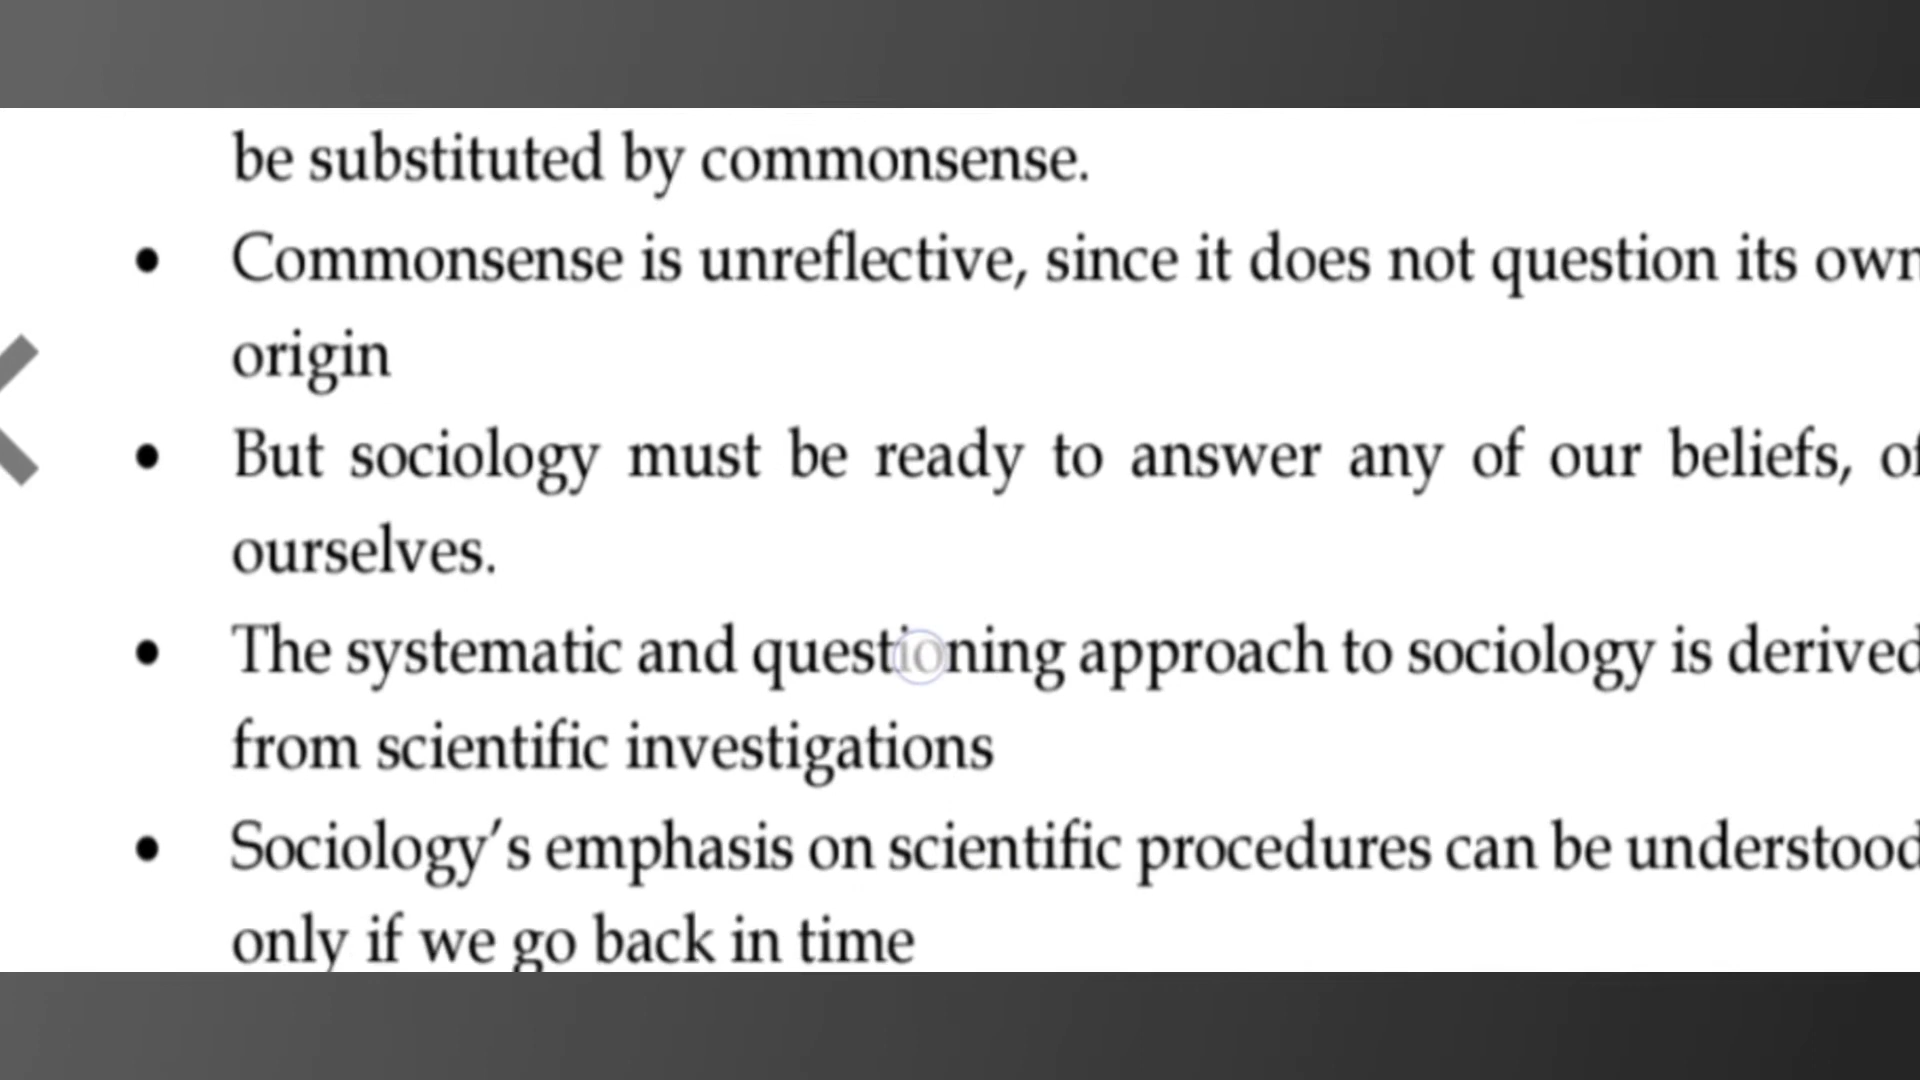 be substituted by commonsense.
• Commonsense is unreflective, since it does not question its own
origin
• But sociology must be ready to answer any of our beliefs, of
ourselves.
• The systematic and questioning approach to sociology is derived
from scientific investigations
• Sociology’s emphasis on scientific procedures can be understood
only if we go back in time